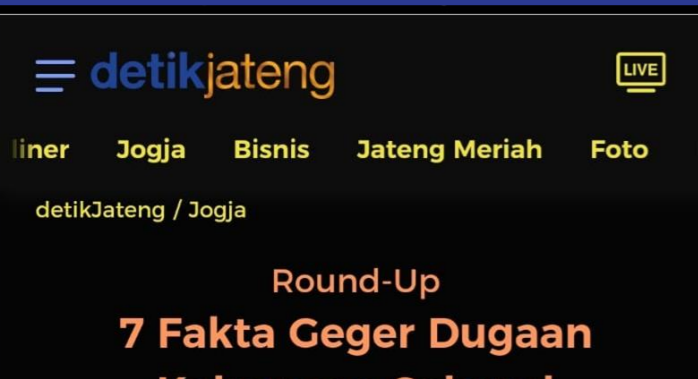 detikjateng
LIVE
liner Jogja Bisnis Jateng Meriah Foto
detikJateng / Jogja
Round-Up
7 Fakta Geger Dugaan